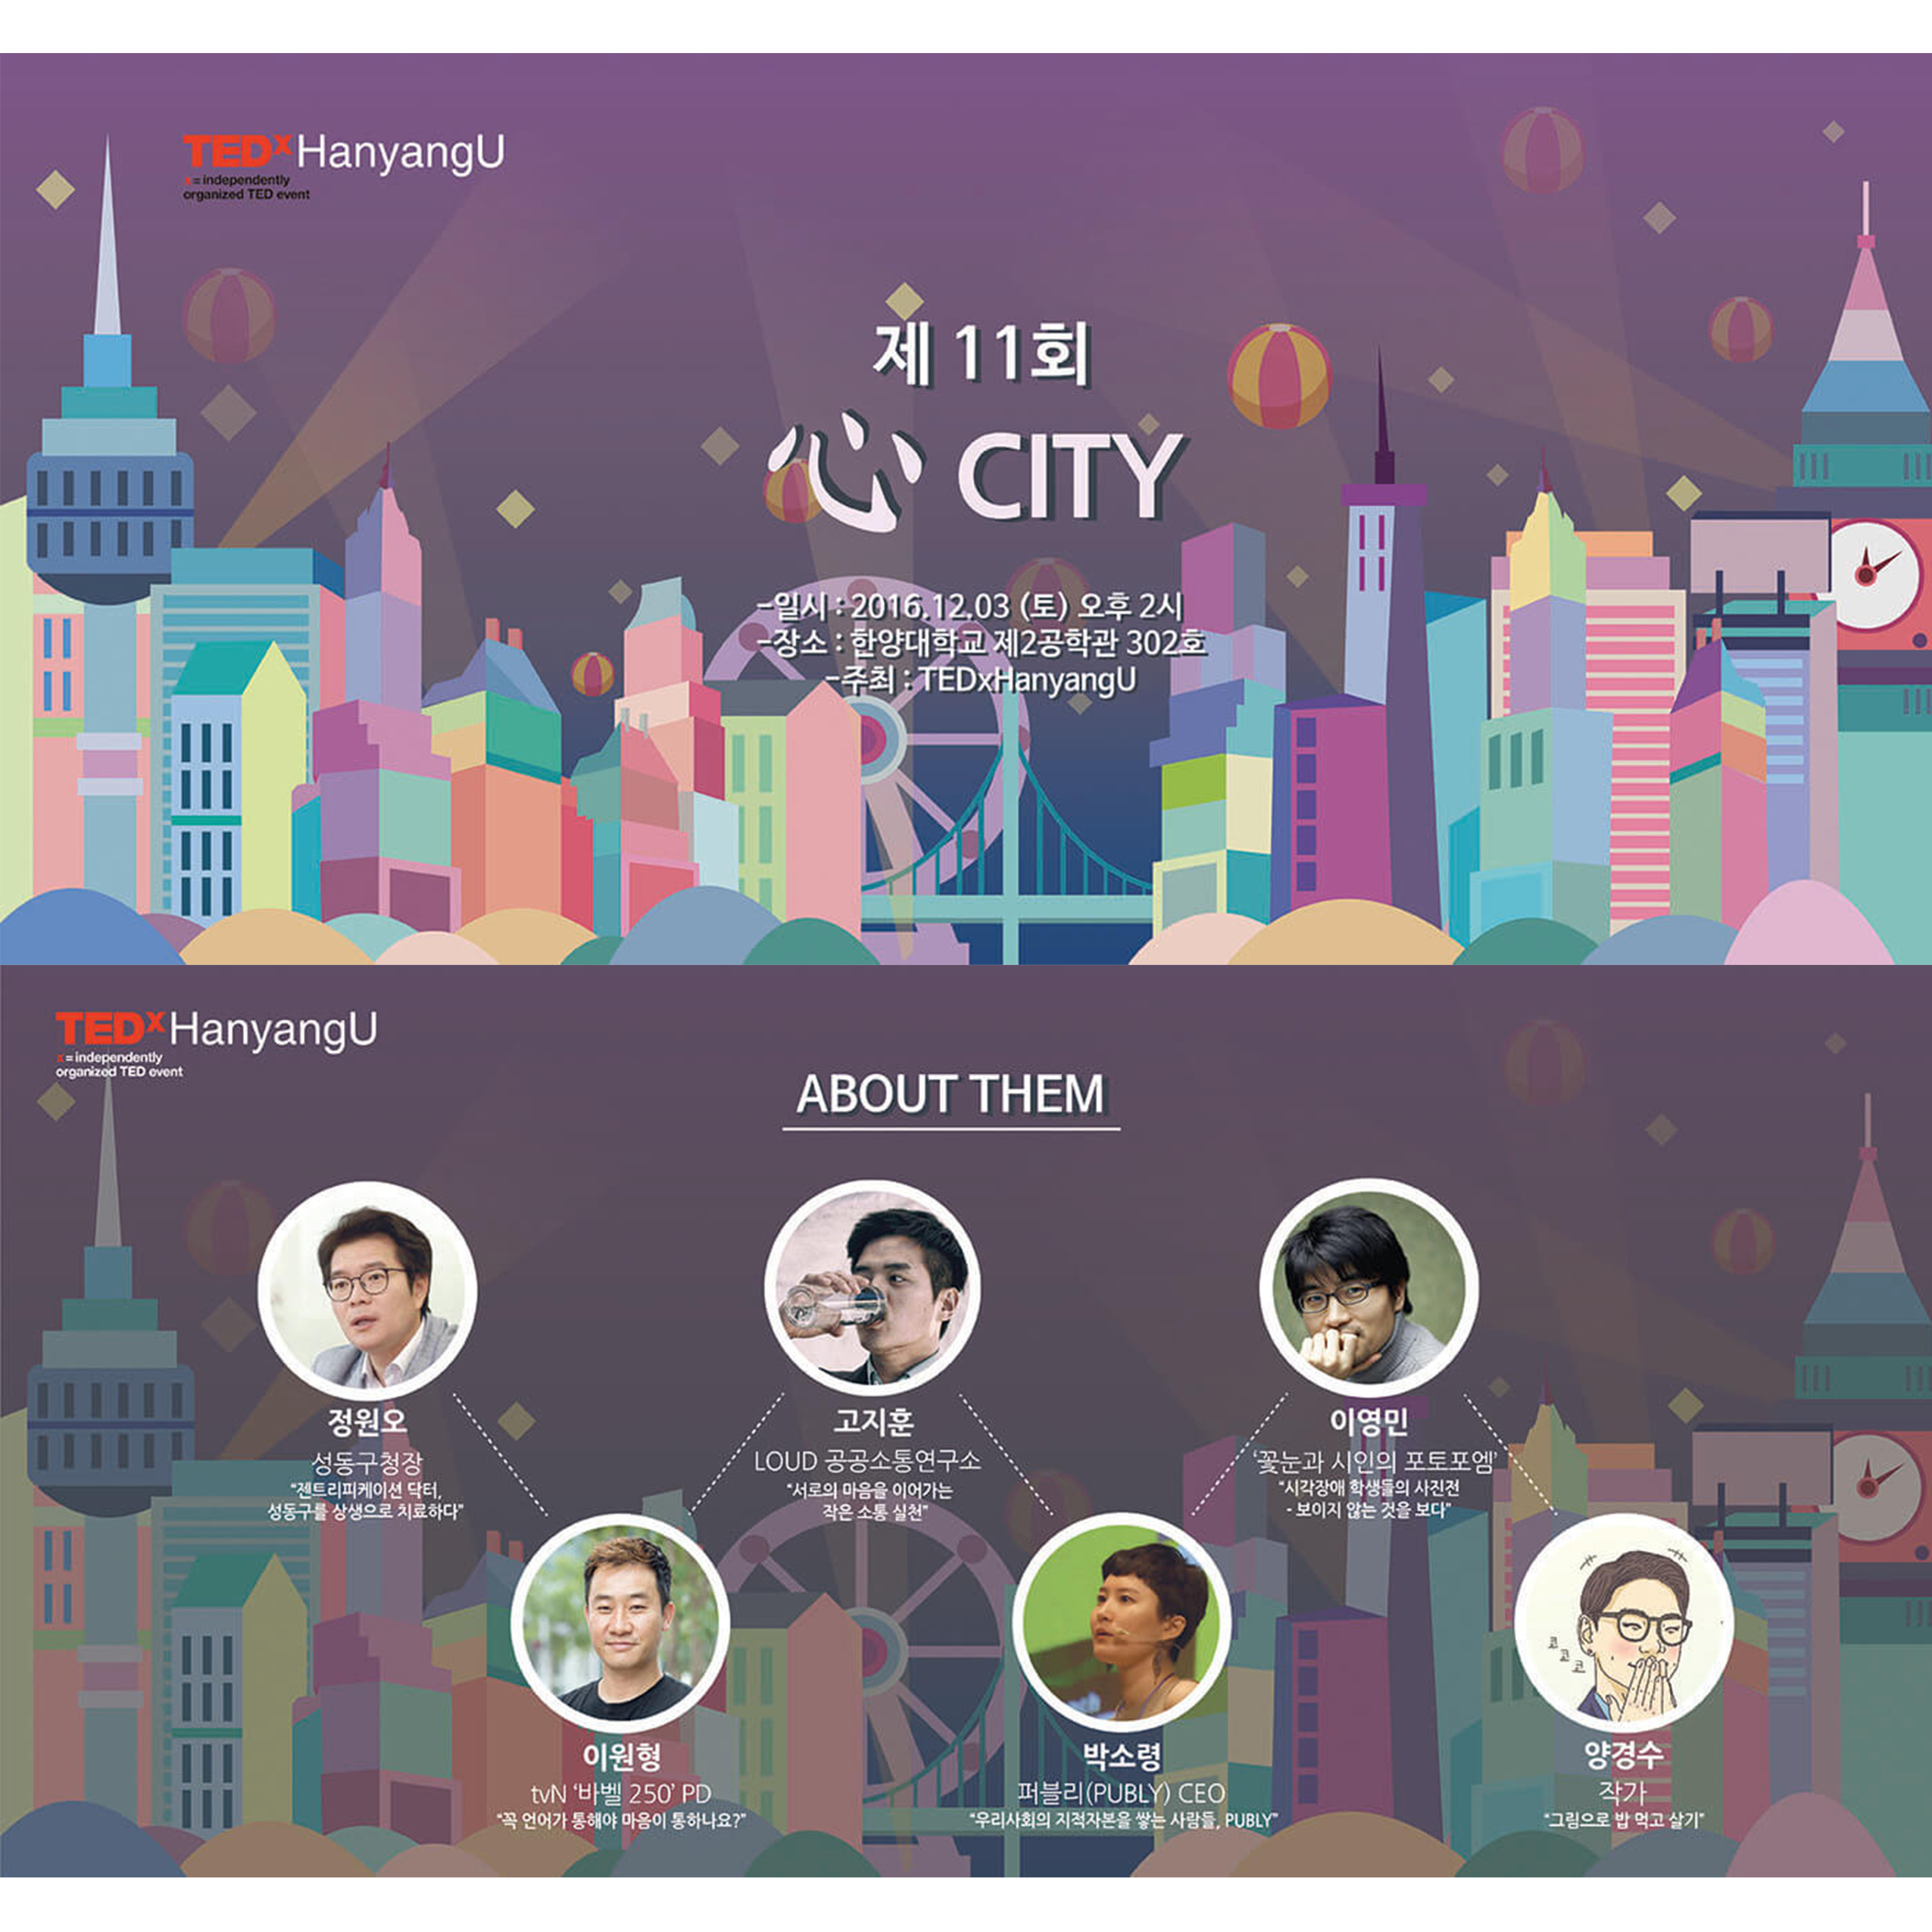 TEDxHanyangU
x = independently
organized TED event
제 11회
心 CITY
-일시 : 2016.12.03 (토) 오후 2시
-장소 : 한양대학교 제2공학관 302호
-주최 : TEDxHanyangU
TEDxHanyangU
x = independently
organized TED event
ABOUT THEM
정원오
성동구청장
“젠트리피케이션 닥터,
성동구를 상생으로 치료하다”
고지훈
LOUD 공공소통연구소
“서로의 마음을 이어가는
작은 소통 실천”
이영민
‘꽃눈과 시인의 포토포엠’
“시각장애 학생들의 사진전
- 보이지 않는 것을 보다”
이원형
tvN ‘바벨 250’ PD
“꼭 언어가 통해야 마음이 통하나요?”
박소령
퍼블리(PUBLY) CEO
“우리사회의 지적자본을 쌓는 사람들, PUBLY”
양경수
작가
“그림으로 밥 먹고 살기”